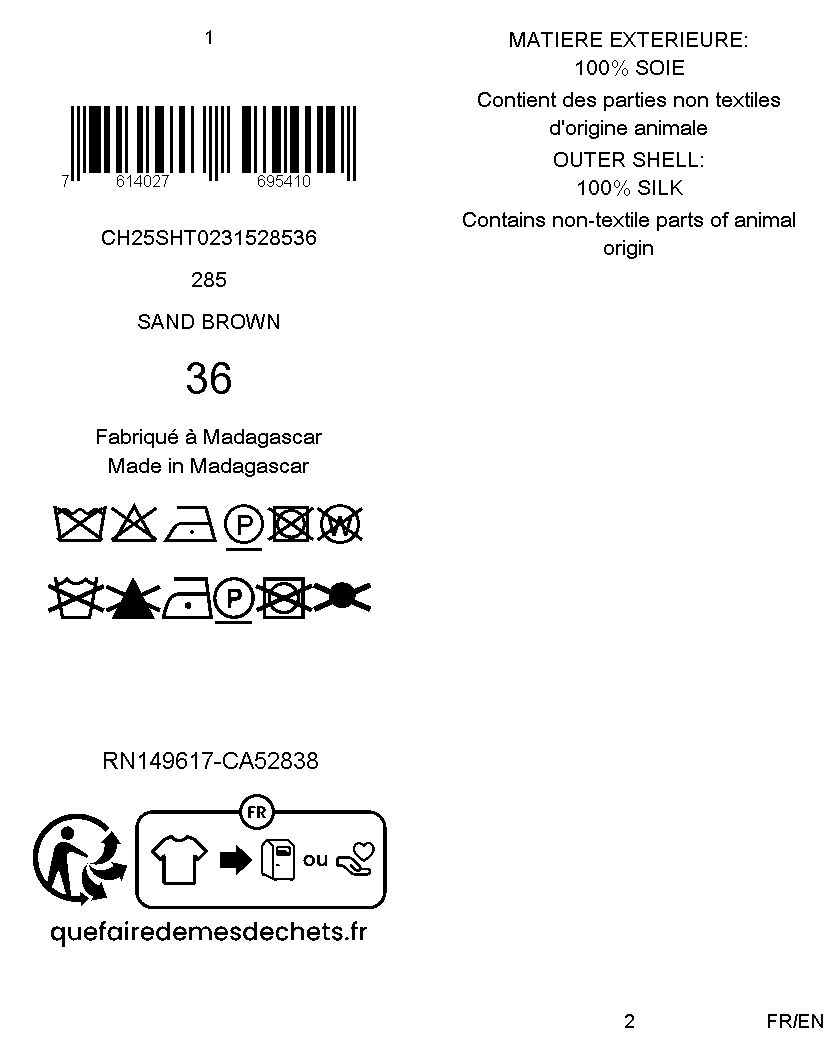 1
7 614027 695410
CH25SHT0231528536
285
SAND BROWN
36
Fabriqué à Madagascar
Made in Madagascar
P
W
P
RN149617-CA52838
FR
ou
quefairedemesdechets.fr
MATIERE EXTERIEURE:
100% SOIE
Contient des parties non textiles
d'origine animale
OUTER SHELL:
100% SILK
Contains non-textile parts of animal
origin
2
FR/EN